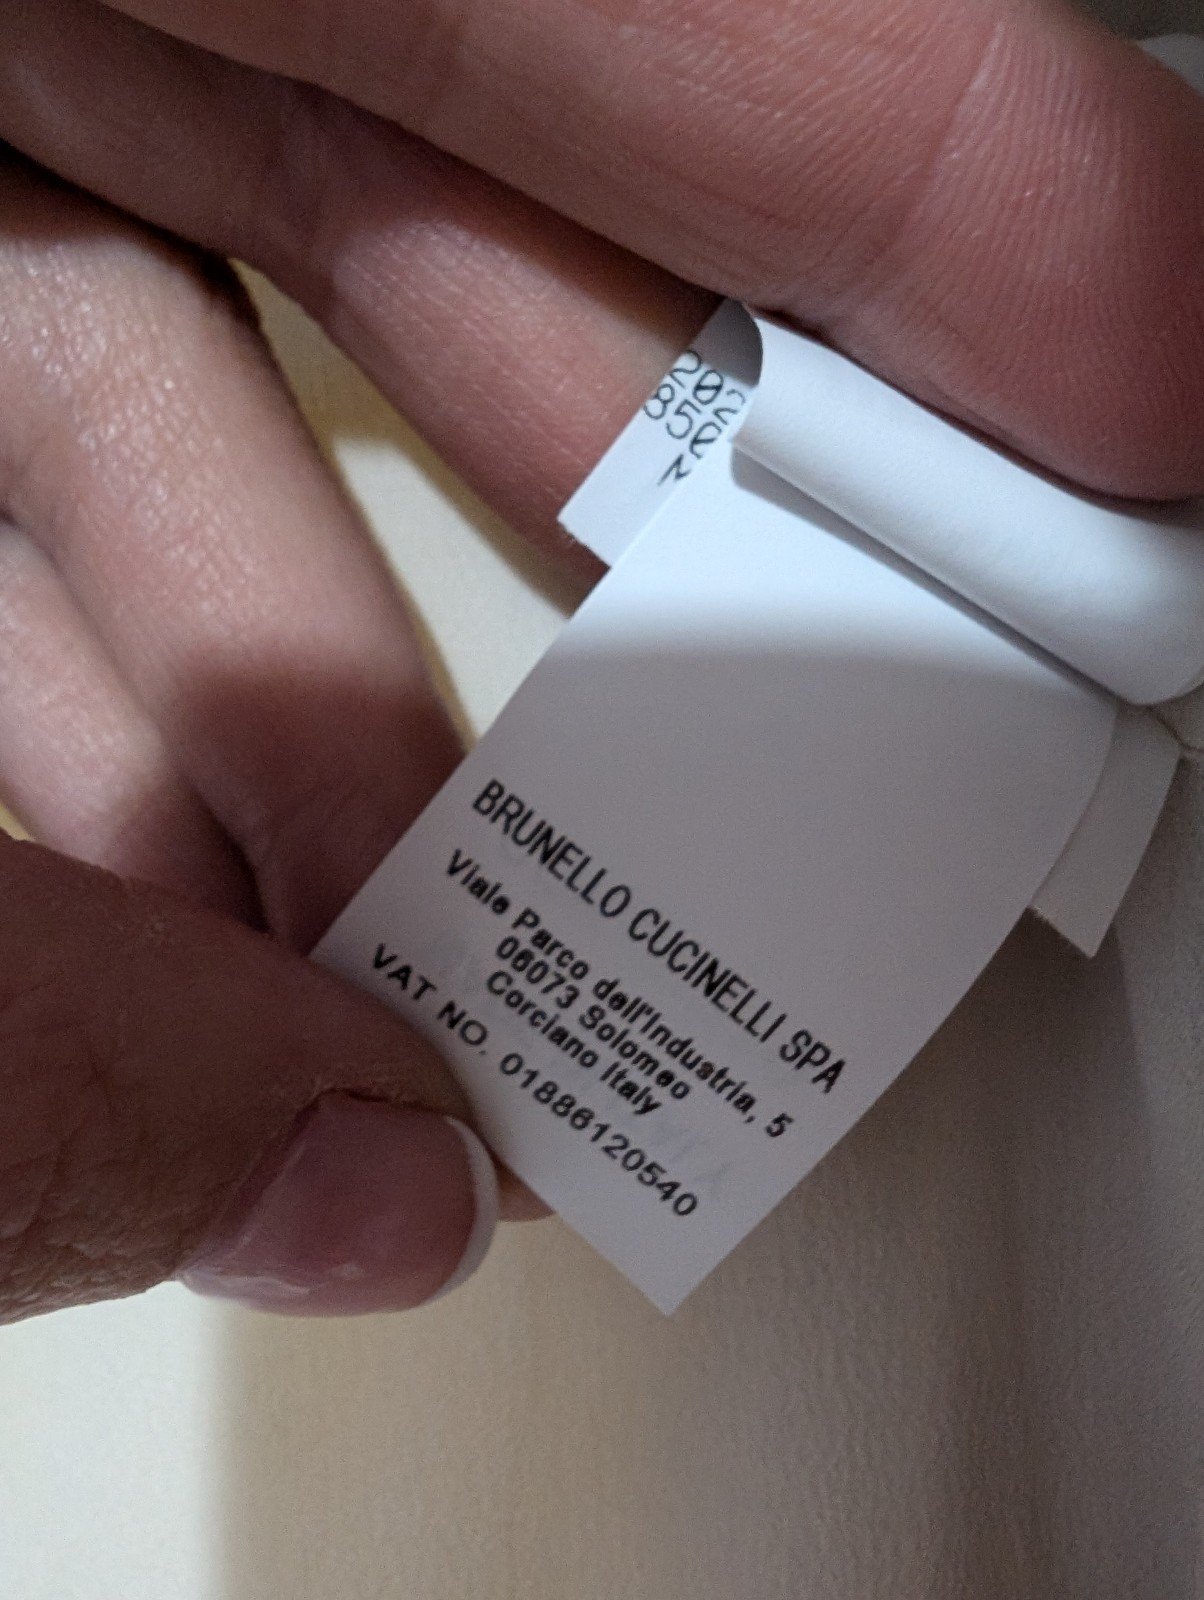 BRUNELLO CUCINELLI SPA
Viale Parco dell'Industria, 5
06073 Solomeo
Corciano Italy
VAT NO. 01886120540